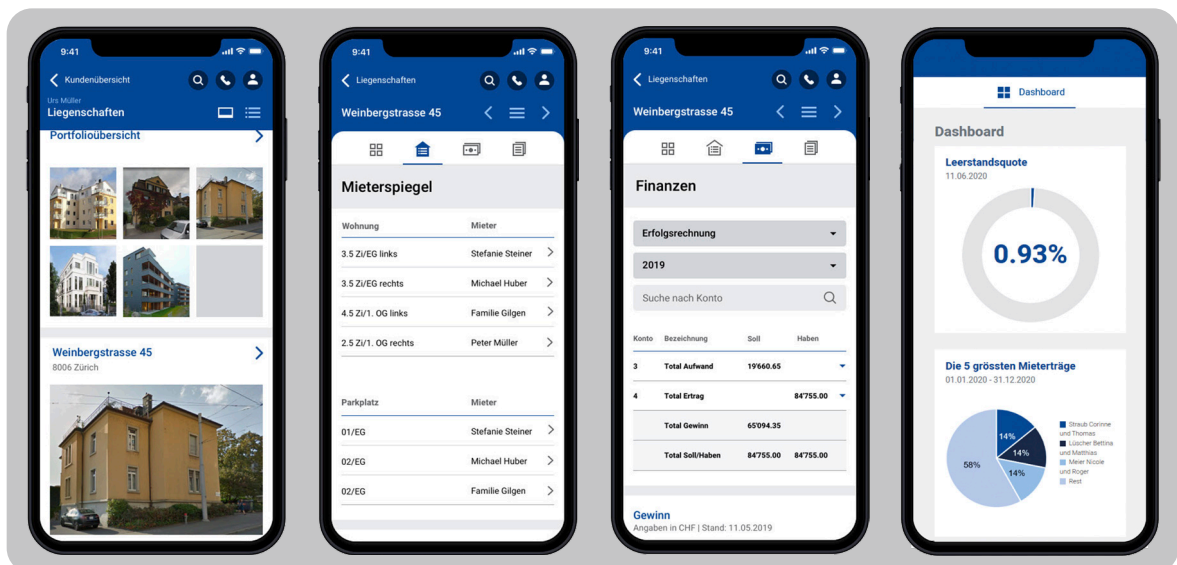 9:41
Kundenübersicht
Urs Müller
Liegenschaften
Portfolioübersicht
Weinbergstrasse 45
8006 Zürich
9:41
Liegenschaften
Weinbergstrasse 45
Mieterspiegel
Wohnung Mieter
3.5 Zi/EG links Stefanie Steiner
3.5 Zi/EG rechts Michael Huber
4.5 Zi/1. OG links Familie Gilgen
2.5 Zi/1. OG rechts Peter Müller
Parkplatz Mieter
01/EG Stefanie Steiner
02/EG Michael Huber
02/EG Familie Gilgen
9:41
Liegenschaften
Weinbergstrasse 45
Finanzen
Erfolgsrechnung
2019
Suche nach Konto
Konto Bezeichnung Soll Haben
3 Total Aufwand 19'660.65
4 Total Ertrag 84'755.00
Total Gewinn 65'094.35
Total Soll/Haben 84'755.00 84'755.00
Gewinn
Angaben in CHF | Stand: 11.05.2019
Dashboard
Dashboard
Leerstandsquote
11.06.2020
0.93%
Die 5 grössten Mieterträge
01.01.2020 - 31.12.2020
14%
14%
14%
58%
Straub Corinne
und Thomas
Lüscher Bettina
und Matthias
Meier Nicole
und Roger
Rest